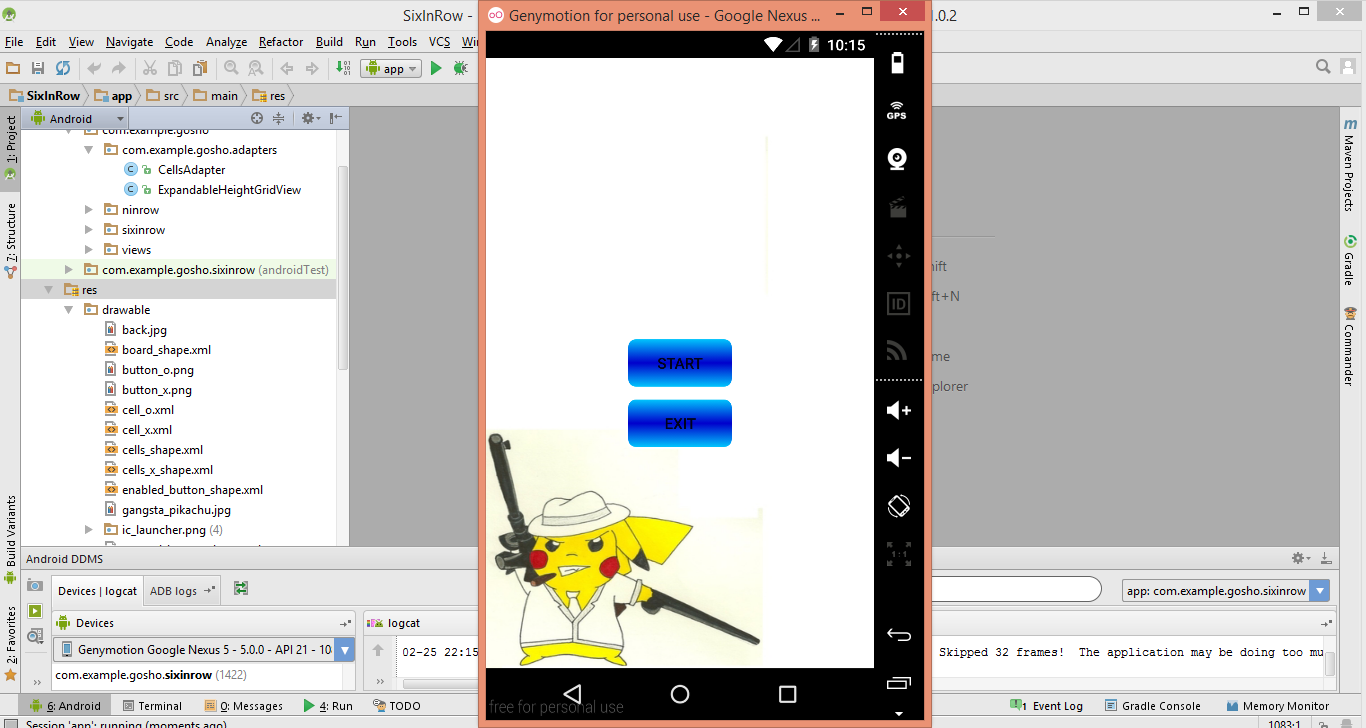 SixInRow -
Genymotion for personal use - Google Nexus ...
1.0.2
File Edit View Navigate Code Analyze Refactor Build Run Tools VCS
10:15
app
SixInRow app src main res
GPS
1: Project
Android
com.example.gosho
com.example.gosho.adapters
CellsAdapter
ExpandableHeightGridView
ninrow
sixinrow
views
com.example.gosho.sixinrow (androidTest)
res
drawable
back.jpg
board_shape.xml
button_o.png
button_x.png
cell_o.xml
cell_x.xml
cells_shape.xml
cells_x_shape.xml
enabled_button_shape.xml
gangsta_pikachu.jpg
ic_launcher.png (4)
Z: Structure
Build Variants
2: Favorites
START
EXIT
ID
1:1
Maven Projects
Gradle
Commander
Android DDMS
Devices | logcat ADB logs
app: com.example.gosho.sixinrow
Devices
logcat
Genymotion Google Nexus 5 - 5.0.0 - API 21 - 10
com.example.gosho.sixinrow (1422)
02-25 22:15
Skipped 32 frames! The application may be doing too mu
free for personal use
6: Android Terminal 0: Messages 4: Run TODO
1 Event Log Gradle Console Memory Monitor
Session 'app': running (moments ago)
1083:1